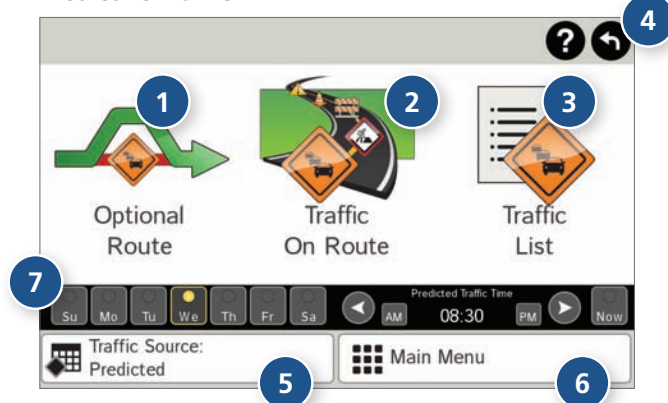 4
?
1
2
3
Optional
Route
Traffic
On Route
Traffic
List
7
Su Mo Tu We Th Fr Sa
Predicted Traffic Time
AM 08:30 PM Now
Traffic Source:
Predicted
Main Menu
5
6